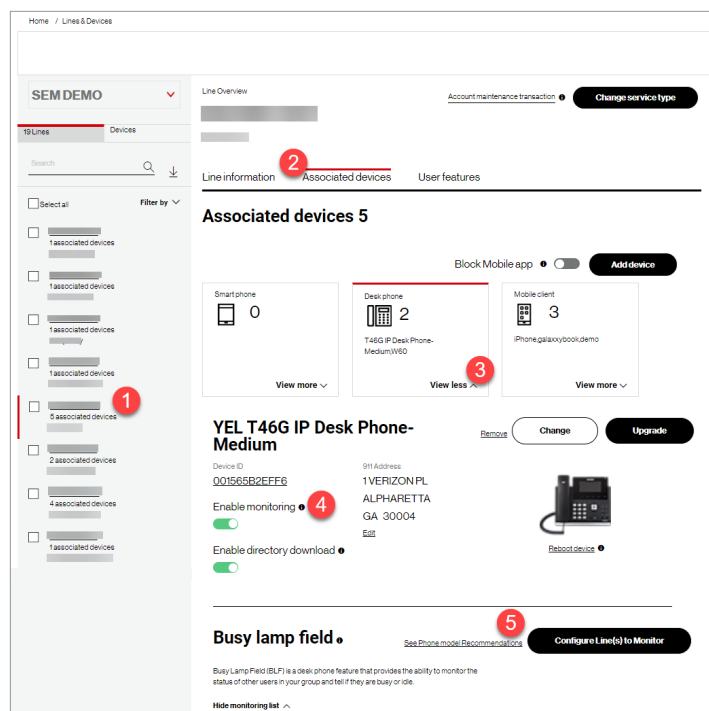 Home / Lines & Devices
SEM DEMO
19 Lines
Devices
Search
Select all
Filter by
1 associated devices
1 associated devices
1 associated devices
1 associated devices
1
5 associated devices
2 associated devices
4 associated devices
1 associated devices
Line Overview
Account maintenance transaction
Change service type
2
Line information
Associated devices
User features
Associated devices 5
Block Mobile app
Add device
Smart phone
0
View more
Desk phone
2
T46G IP Desk Phone-
Medium,W60
3
View less
Mobile client
3
iPhone,galaxxybook,demo
View more
YEL T46G IP Desk Phone-
Medium
Remove
Change
Upgrade
Device ID
001565B2EFF6
Enable monitoring
4
Enable directory download
911 Address
1 VERIZON PL
ALPHARETTA
GA 30004
Edit
Reboot device
5
Busy lamp field
See Phone model Recommendations
Configure Line(s) to Monitor
Busy Lamp Field (BLF) is a desk phone feature that provides the ability to monitor the
status of other users in your group and tell if they are busy or idle.
Hide monitoring list